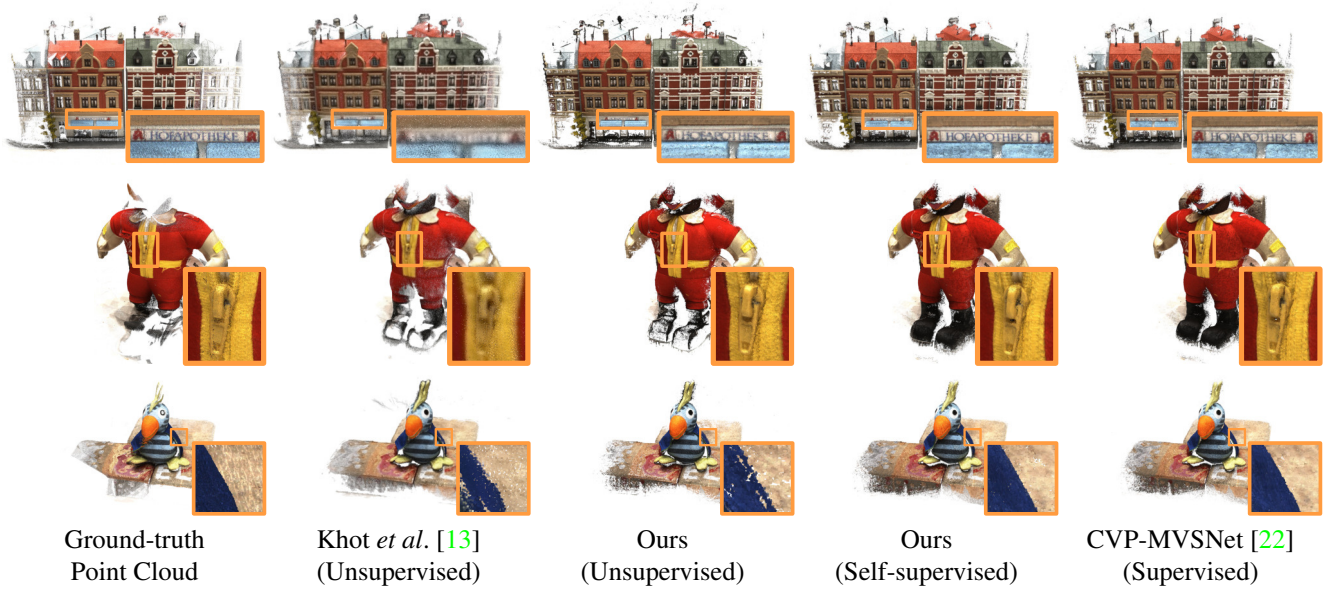 HOFAPOTHEKE
HOFAPOTHEKE
HOFAPOTHEKE
HOFAPOTHEKE
Ground-truth
Point Cloud
Khot et al. [13]
(Unsupervised)
Ours
(Unsupervised)
Ours
(Self-supervised)
CVP-MVSNet [22]
(Supervised)